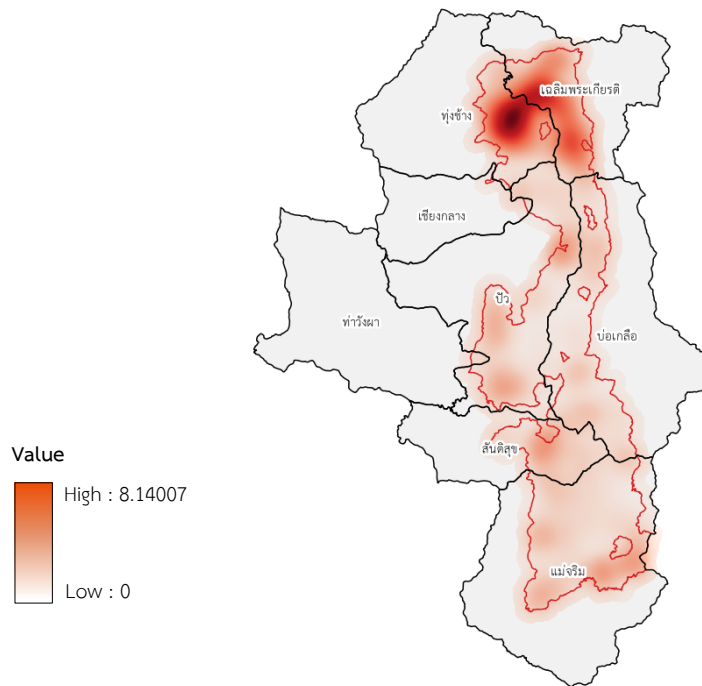 เฉลิมพระเกียรติ
ทุ่งช้าง
เชียงกลาง
ปัว
ท่าวังผา
บ่อเกลือ
สันติสุข
แม่จริม
Value
High : 8.14007
Low : 0